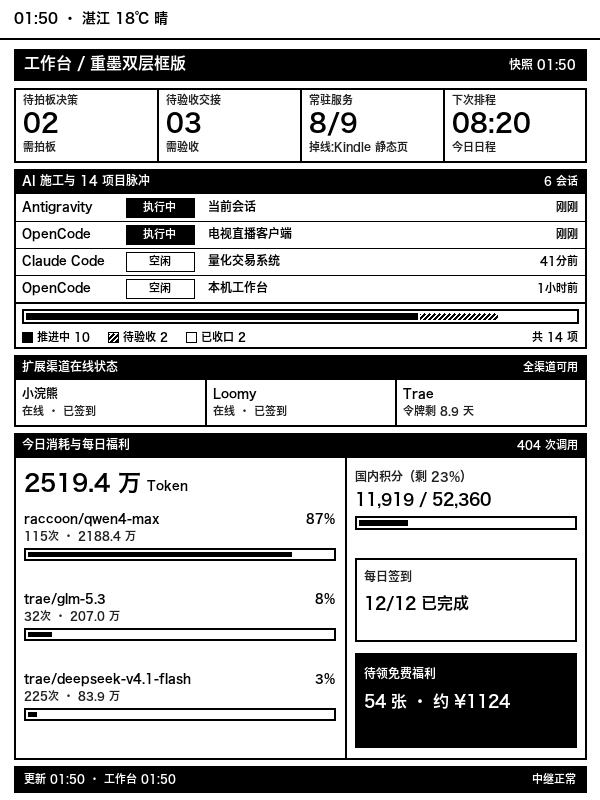 01:50 · 湛江 18℃ 晴
工作台 / 重墨双层框版 快照 01:50
待拍板决策 待验收交接 常驻服务 下次排程
02 03 8/9 08:20
需拍板 需验收 掉线:Kindle 静态页 今日日程
AI 施工与 14 项目脉冲 6 会话
Antigravity 执行中 当前会话 刚刚
OpenCode 执行中 电视直播客户端 刚刚
Claude Code 空闲 量化交易系统 41分前
OpenCode 空闲 本机工作台 1小时前
推进中 10 待验收 2 已收口 2 共 14 项
扩展渠道在线状态 全渠道可用
小浣熊 Loomy Trae
在线 · 已签到 在线 · 已签到 令牌剩 8.9 天
今日消耗与每日福利 404 次调用
2519.4 万 Token
raccoon/qwen4-max 87%
115次 · 2188.4 万
trae/glm-5.3 8%
32次 · 207.0 万
trae/deepseek-v4.1-flash 3%
225次 · 83.9 万
国内积分（剩 23%）
11,919 / 52,360
每日签到
12/12 已完成
待领免费福利
54 张 · 约 ¥1124
更新 01:50 · 工作台 01:50 中继正常